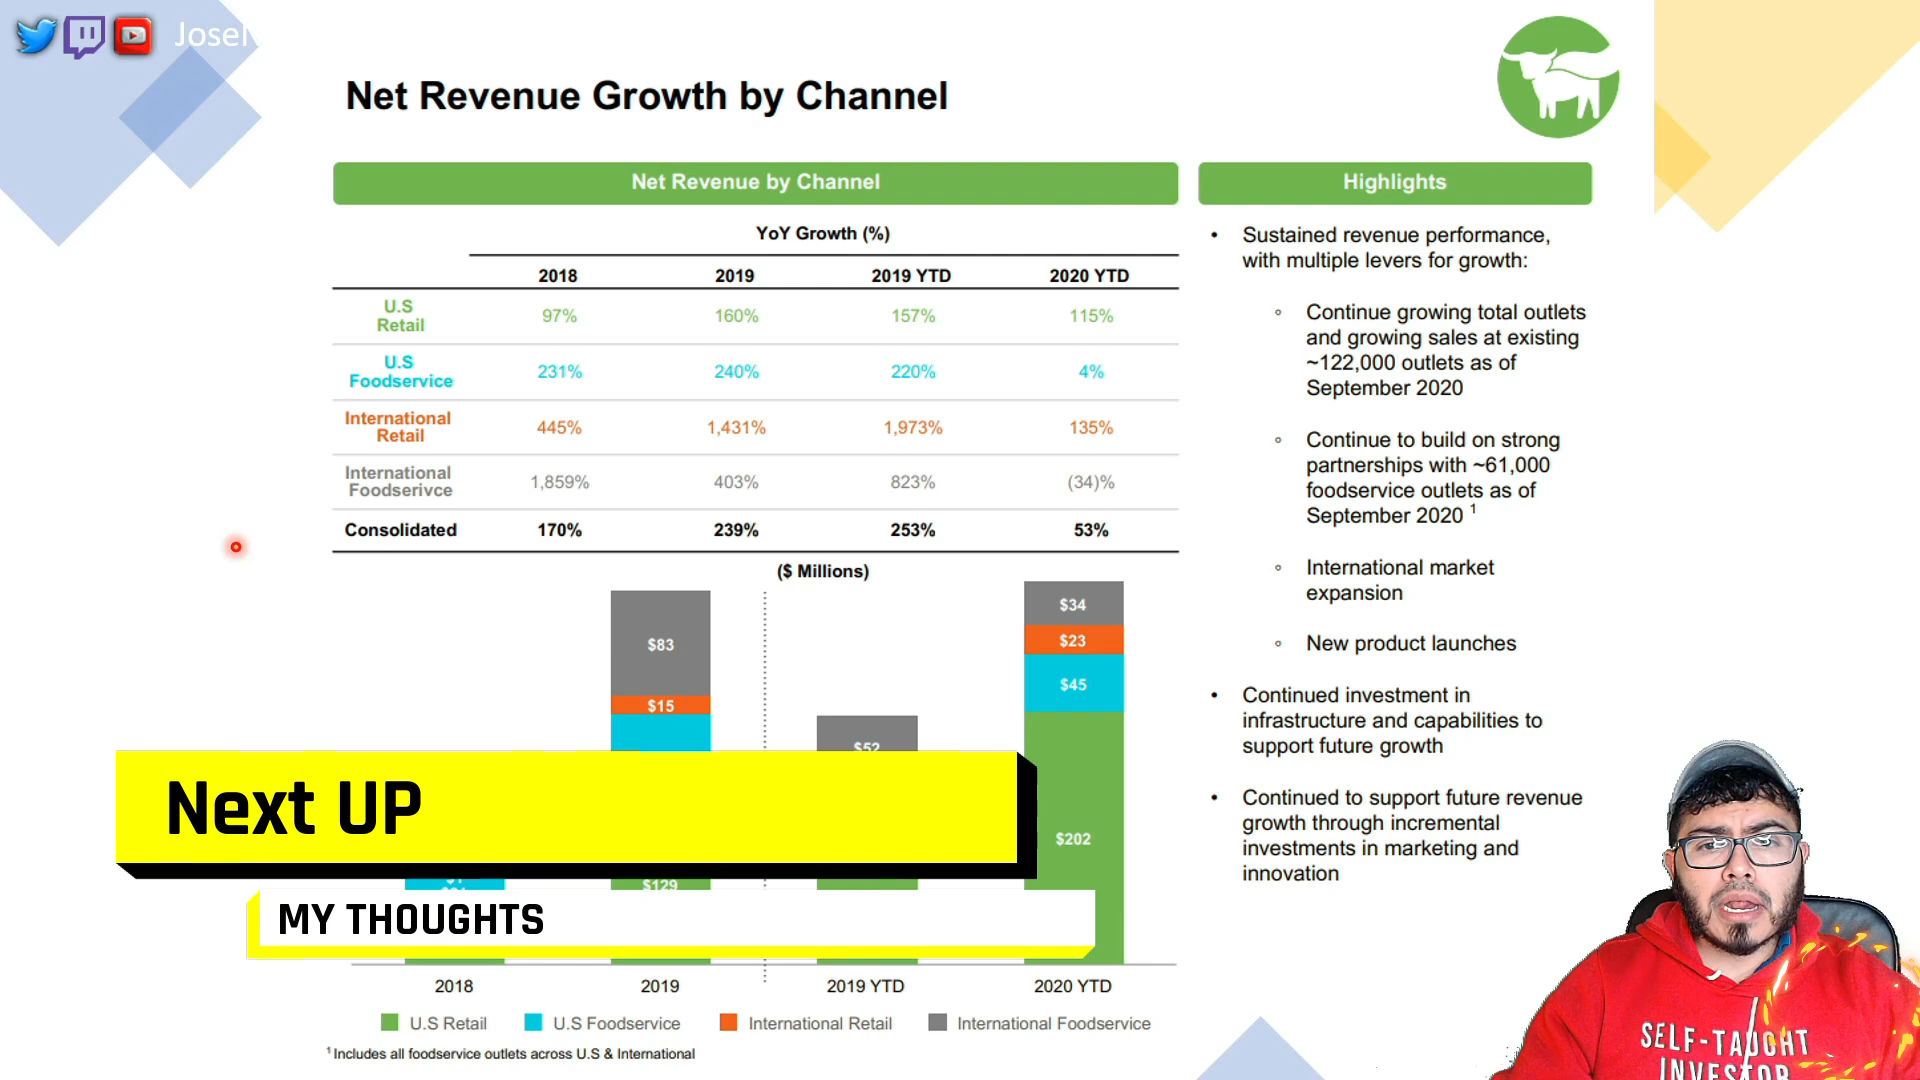 Net Revenue Growth by Channel
Net Revenue by Channel
YoY Growth (%)
2018 2019 2019 YTD 2020 YTD
U.S Retail 97% 160% 157% 115%
U.S Foodservice 231% 240% 220% 4%
International Retail 445% 1,431% 1,973% 135%
International Foodserivce 1,859% 403% 823% (34)%
Consolidated 170% 239% 253% 53%
($ Millions)
$83
$15
$129
$52
$34
$23
$45
$202
2018 2019 2019 YTD 2020 YTD
U.S Retail U.S Foodservice International Retail International Foodservice
1 Includes all foodservice outlets across U.S & International
Highlights
• Sustained revenue performance,
with multiple levers for growth:
◦ Continue growing total outlets
and growing sales at existing
~122,000 outlets as of
September 2020
◦ Continue to build on strong
partnerships with ~61,000
foodservice outlets as of
September 2020 1
◦ International market
expansion
◦ New product launches
• Continued investment in
infrastructure and capabilities to
support future growth
• Continued to support future revenue
growth through incremental
investments in marketing and
innovation
Next UP
MY THOUGHTS
SELF-TAUGHT
INVESTOR